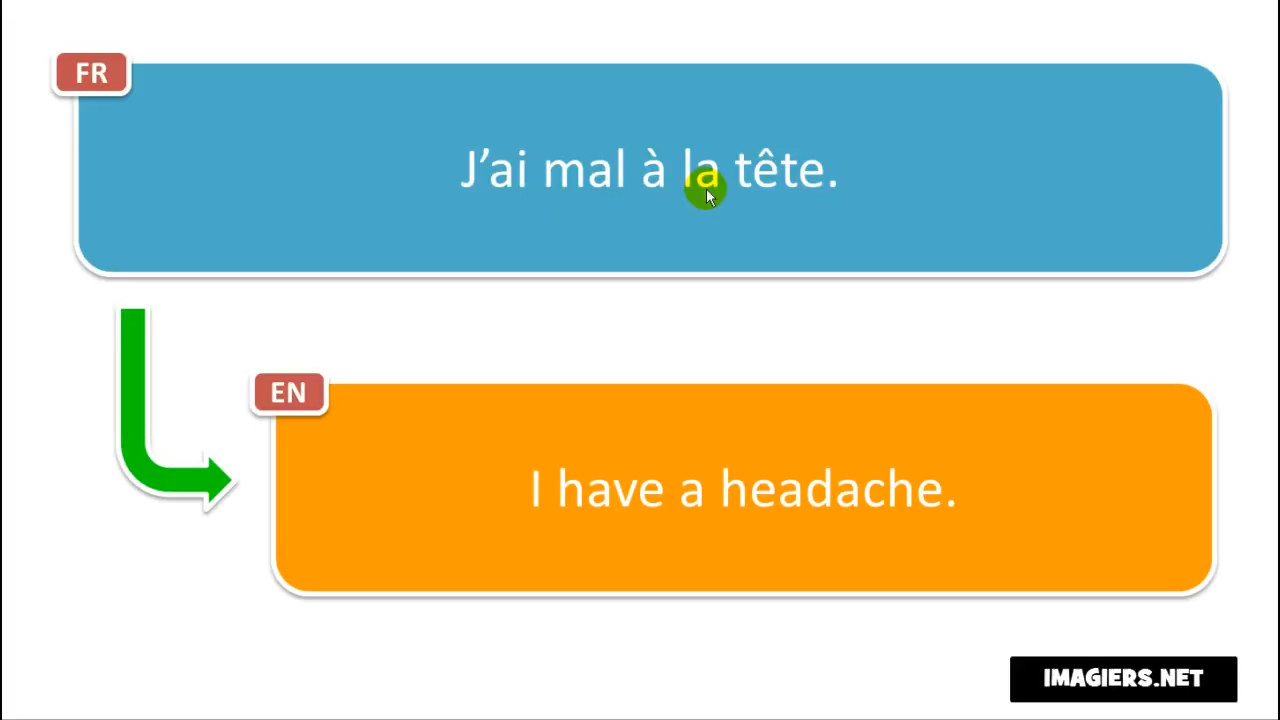 FR
J’ai mal à la tête.
EN
I have a headache.
IMAGIERS.NET